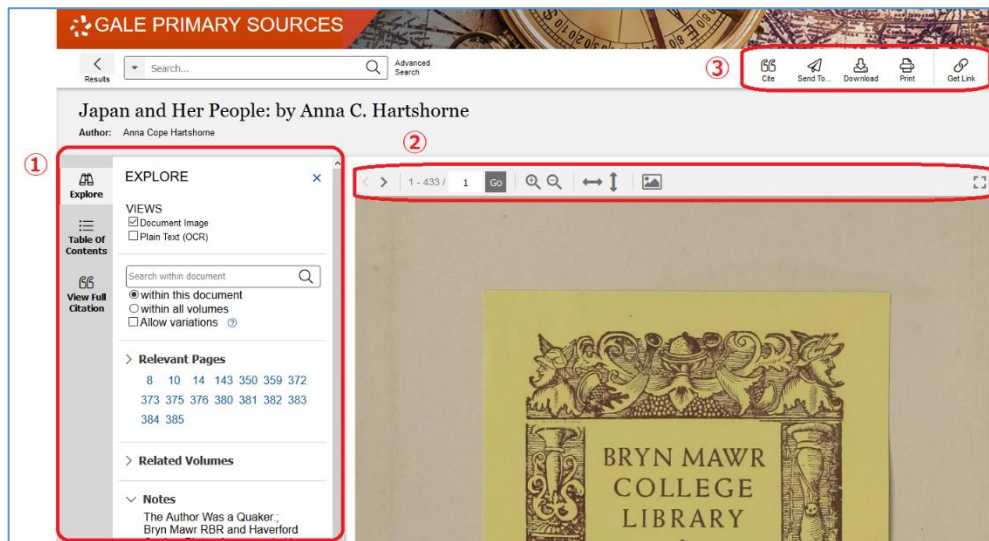 GALE PRIMARY SOURCES
Results
Search...
Advanced
Search
③
Cite
Send To...
Download
Print
Get Link
Japan and Her People: by Anna C. Hartshorne
Author: Anna Cope Hartshorne
①
②
Explore
Table Of
Contents
View Full
Citation
EXPLORE
×
VIEWS
Document Image
Plain Text (OCR)
Search within document
within this document
within all volumes
Allow variations ?
Relevant Pages
8 10 14 143 350 359 372
373 375 376 380 381 382 383
384 385
Related Volumes
Notes
The Author Was a Quaker.;
Bryn Mawr RBR and Haverford
1 - 433 / 1 Go
BRYN MAWR
COLLEGE
LIBRARY